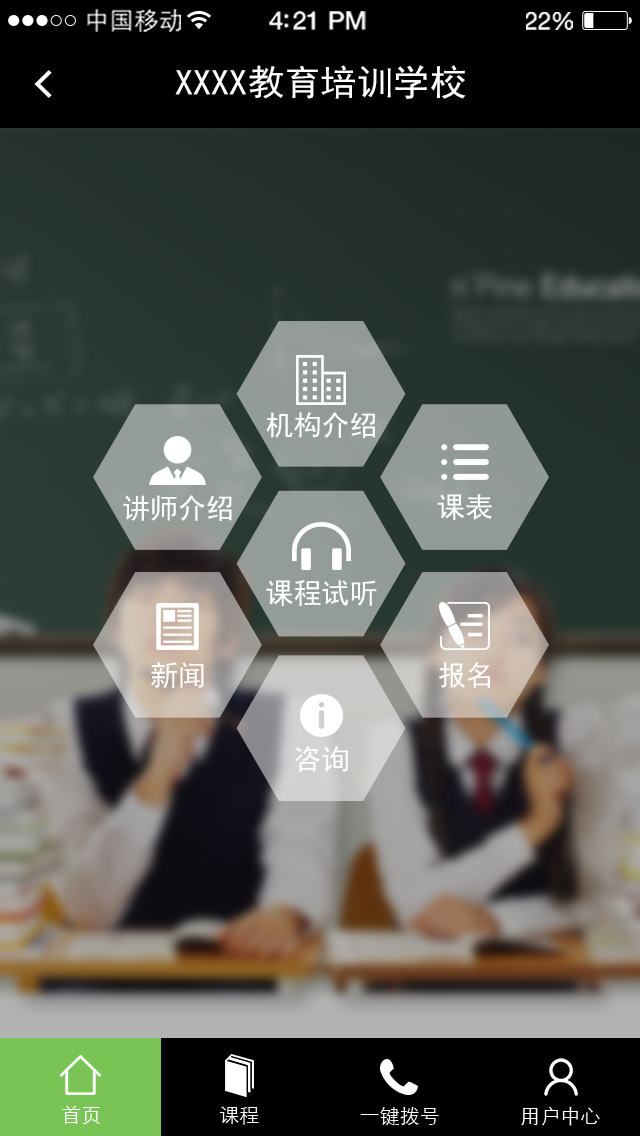 中国移动 4:21 PM 22%
XXXX教育培训学校
Education
机构介绍
讲师介绍
课表
课程试听
新闻
报名
咨询
首页 课程 一键拨号 用户中心